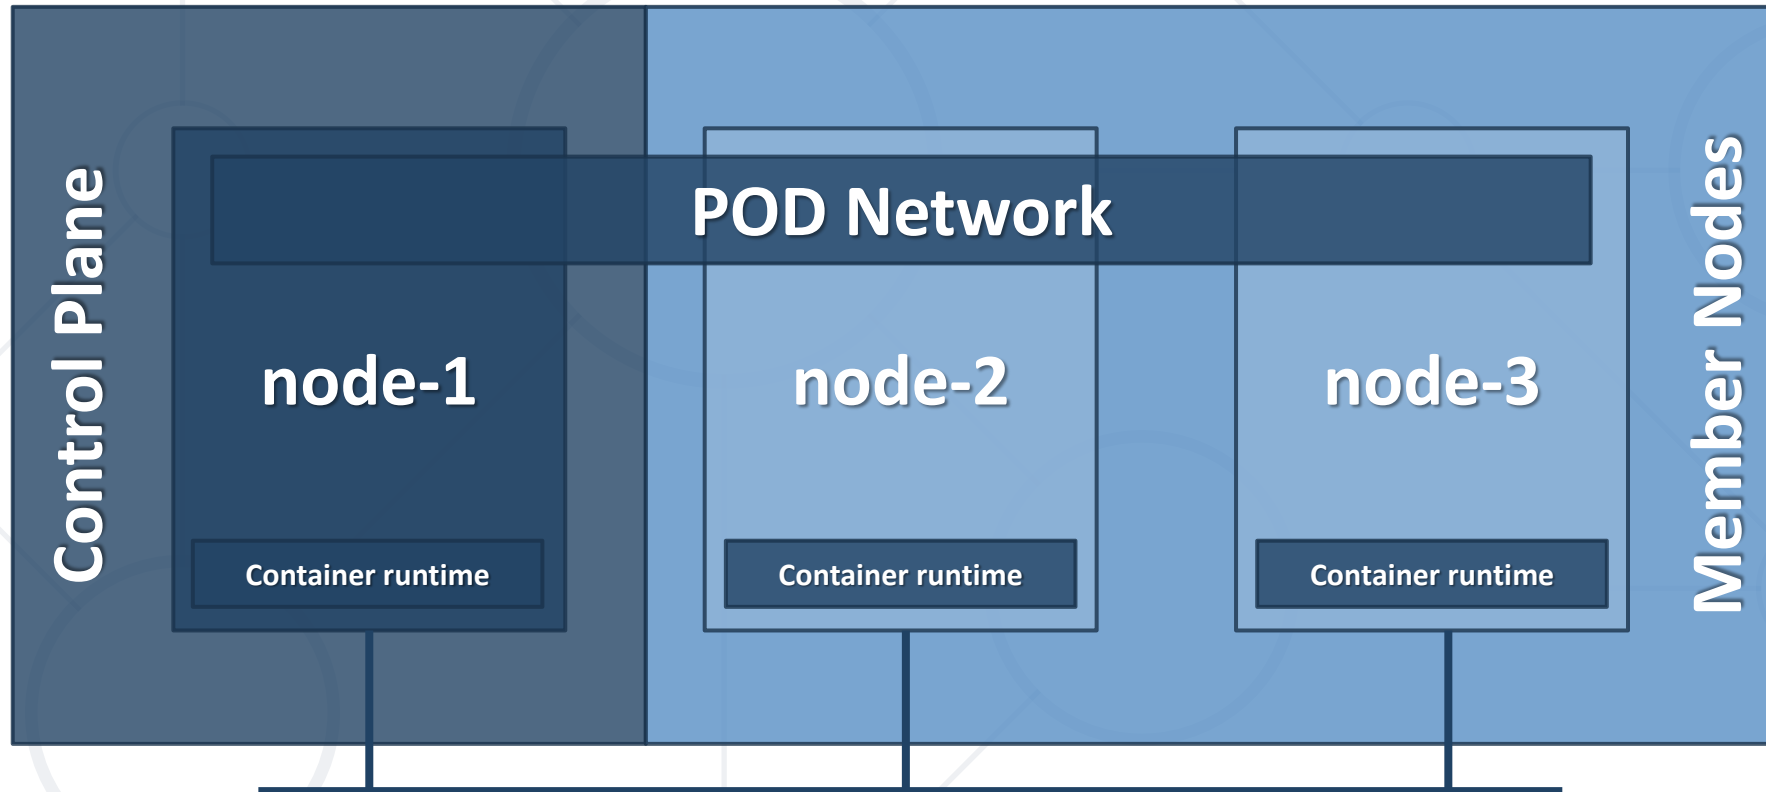 Control Plane
POD Network
Member Nodes
node-1
node-2
node-3
Container runtime
Container runtime
Container runtime